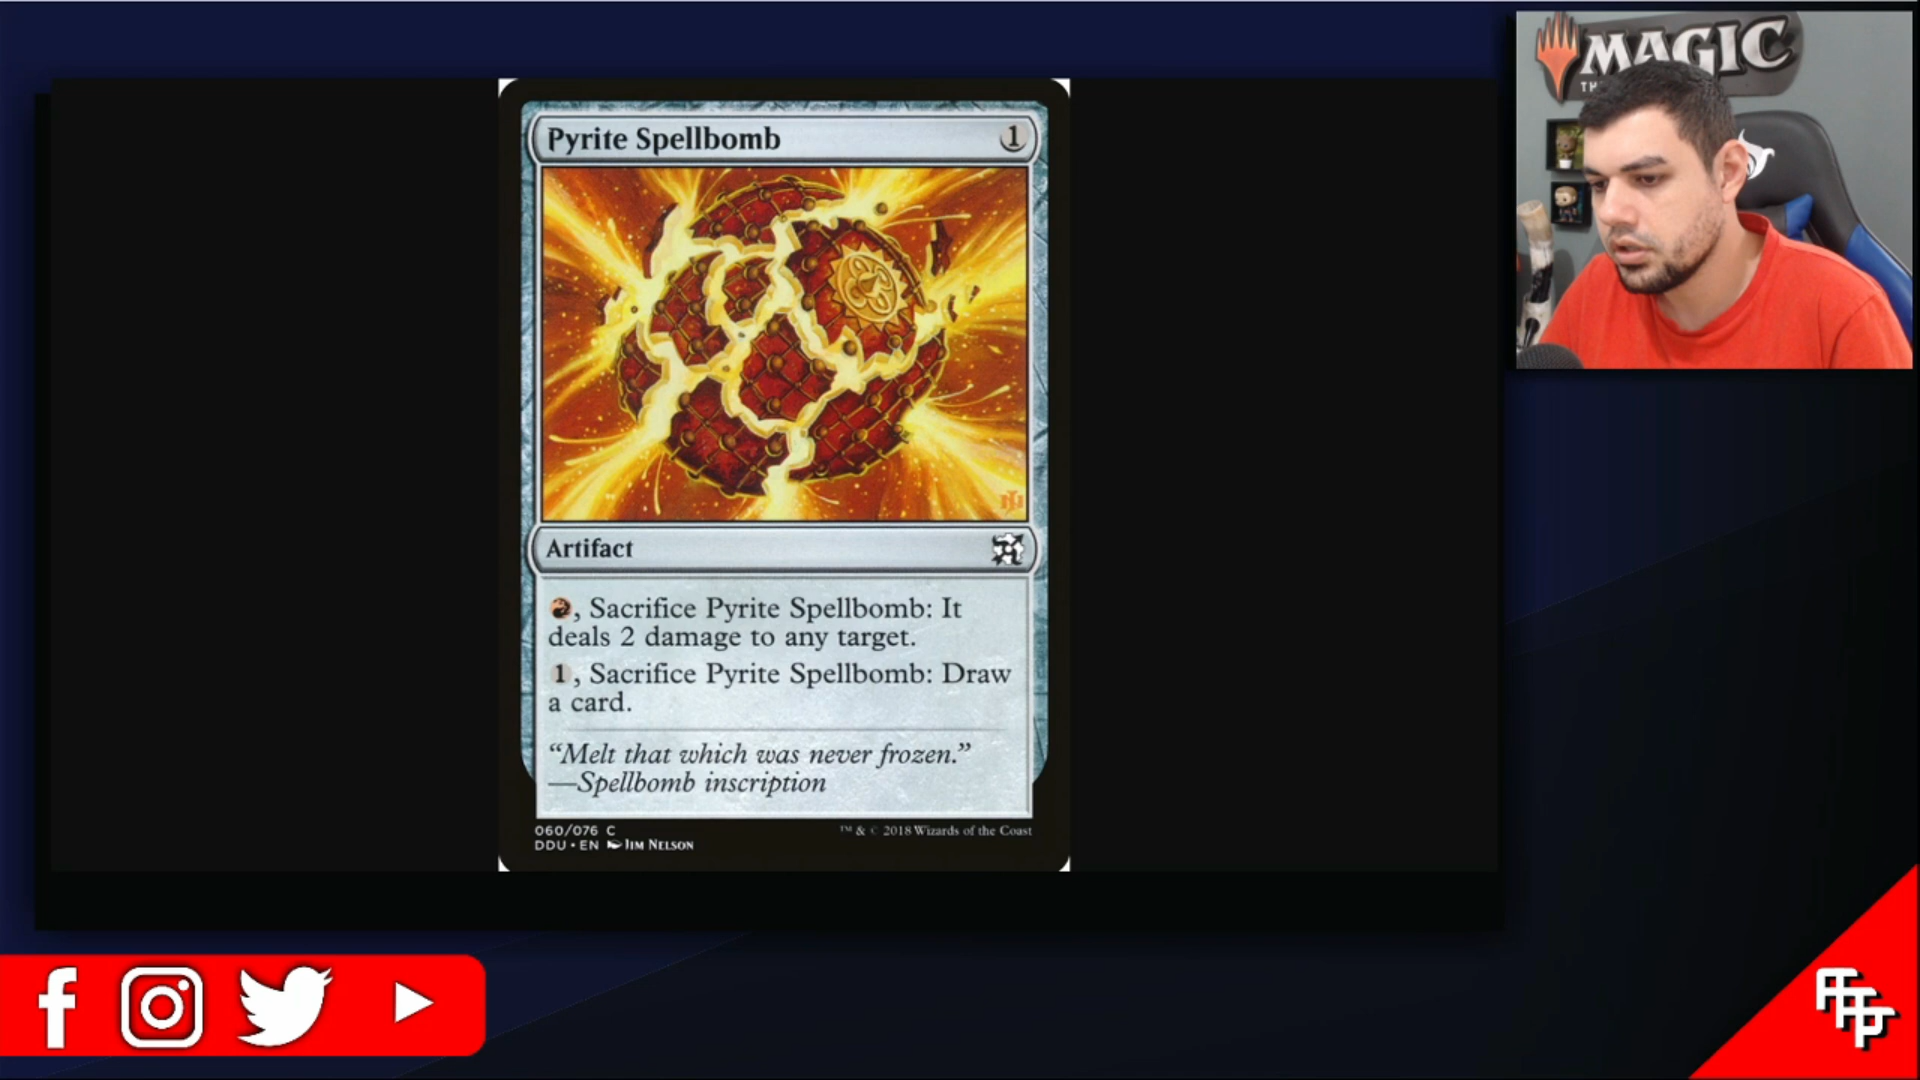 MAGIC
TH
Pyrite Spellbomb 1
Artifact
, Sacrifice Pyrite Spellbomb: It
deals 2 damage to any target.
1, Sacrifice Pyrite Spellbomb: Draw
a card.
“Melt that which was never frozen.”
—Spellbomb inscription
060/076 C
DDU • EN JIM NELSON
™ & © 2018 Wizards of the Coast